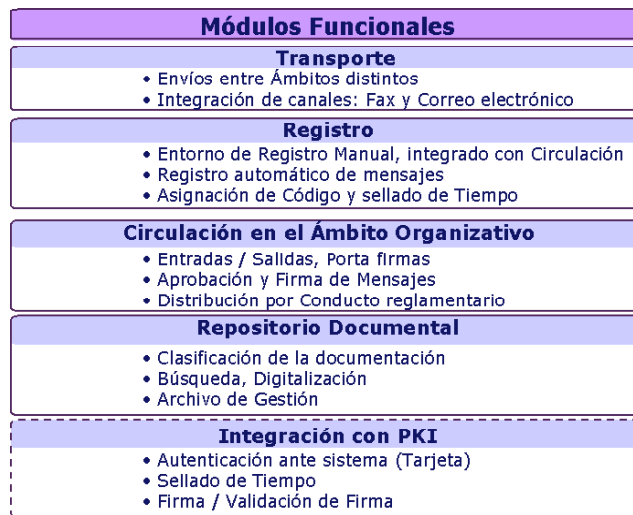 Módulos Funcionales
Transporte
• Envíos entre Ámbitos distintos
• Integración de canales: Fax y Correo electrónico
Registro
• Entorno de Registro Manual, integrado con Circulación
• Registro automático de mensajes
• Asignación de Código y sellado de Tiempo
Circulación en el Ámbito Organizativo
• Entradas / Salidas, Porta firmas
• Aprobación y Firma de Mensajes
• Distribución por Conducto reglamentario
Repositorio Documental
• Clasificación de la documentación
• Búsqueda, Digitalización
• Archivo de Gestión
Integración con PKI
• Autenticación ante sistema (Tarjeta)
• Sellado de Tiempo
• Firma / Validación de Firma